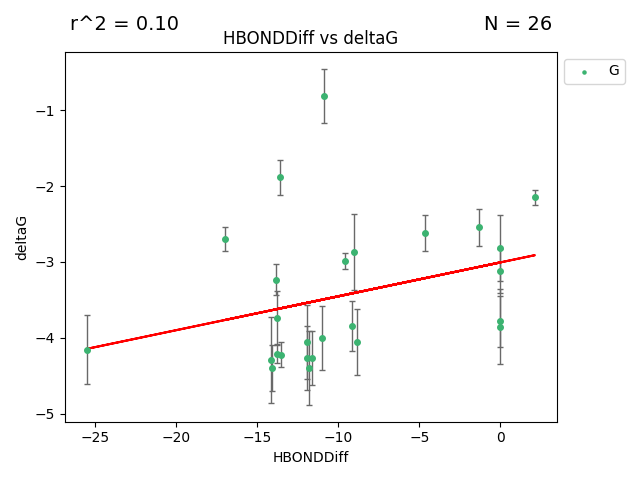 r^2 = 0.10
N = 26
HBONDDiff vs deltaG
G
−1
−2
−3
−4
−5
deltaG
−25
−20
−15
−10
−5
0
HBONDDiff